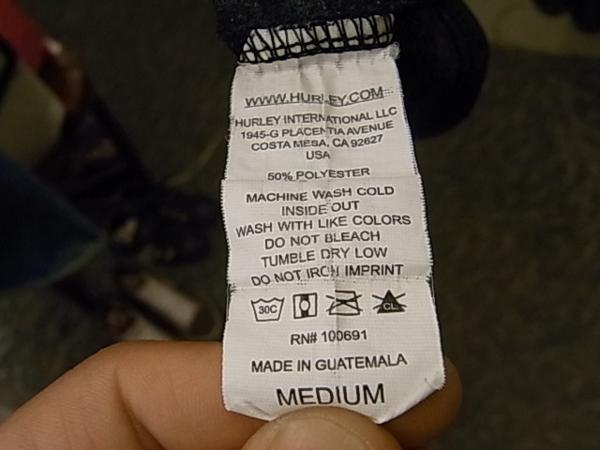 WWW.HURLEY.COM
HURLEY INTERNATIONAL LLC
1945-G PLACENTIA AVENUE
COSTA MESA, CA 92627
USA
50% POLYESTER
MACHINE WASH COLD
INSIDE OUT
WASH WITH LIKE COLORS
DO NOT BLEACH
TUMBLE DRY LOW
DO NOT IRON IMPRINT
30C CL
RN# 100691
MADE IN GUATEMALA
MEDIUM